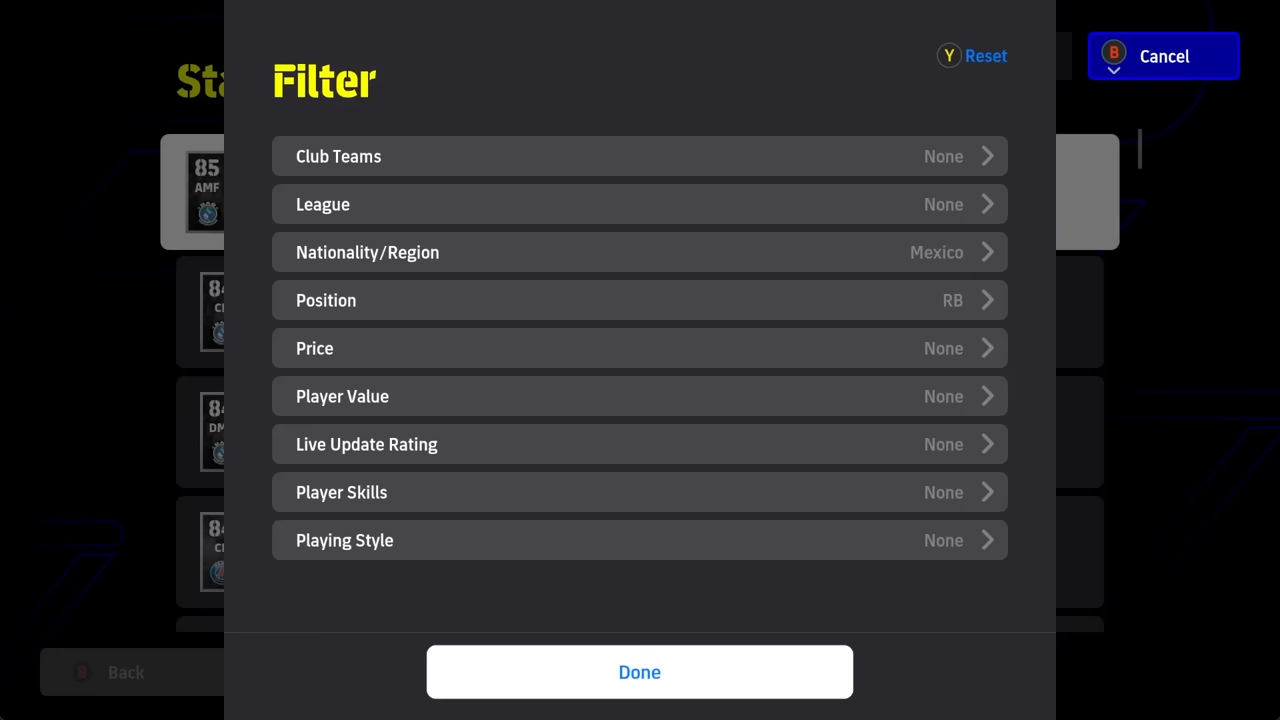 Sta
Filter
Y Reset
B Cancel
85
AMF
Club Teams None
League None
Nationality/Region Mexico
Position RB
Price None
Player Value None
Live Update Rating None
Player Skills None
Playing Style None
B Back
Done